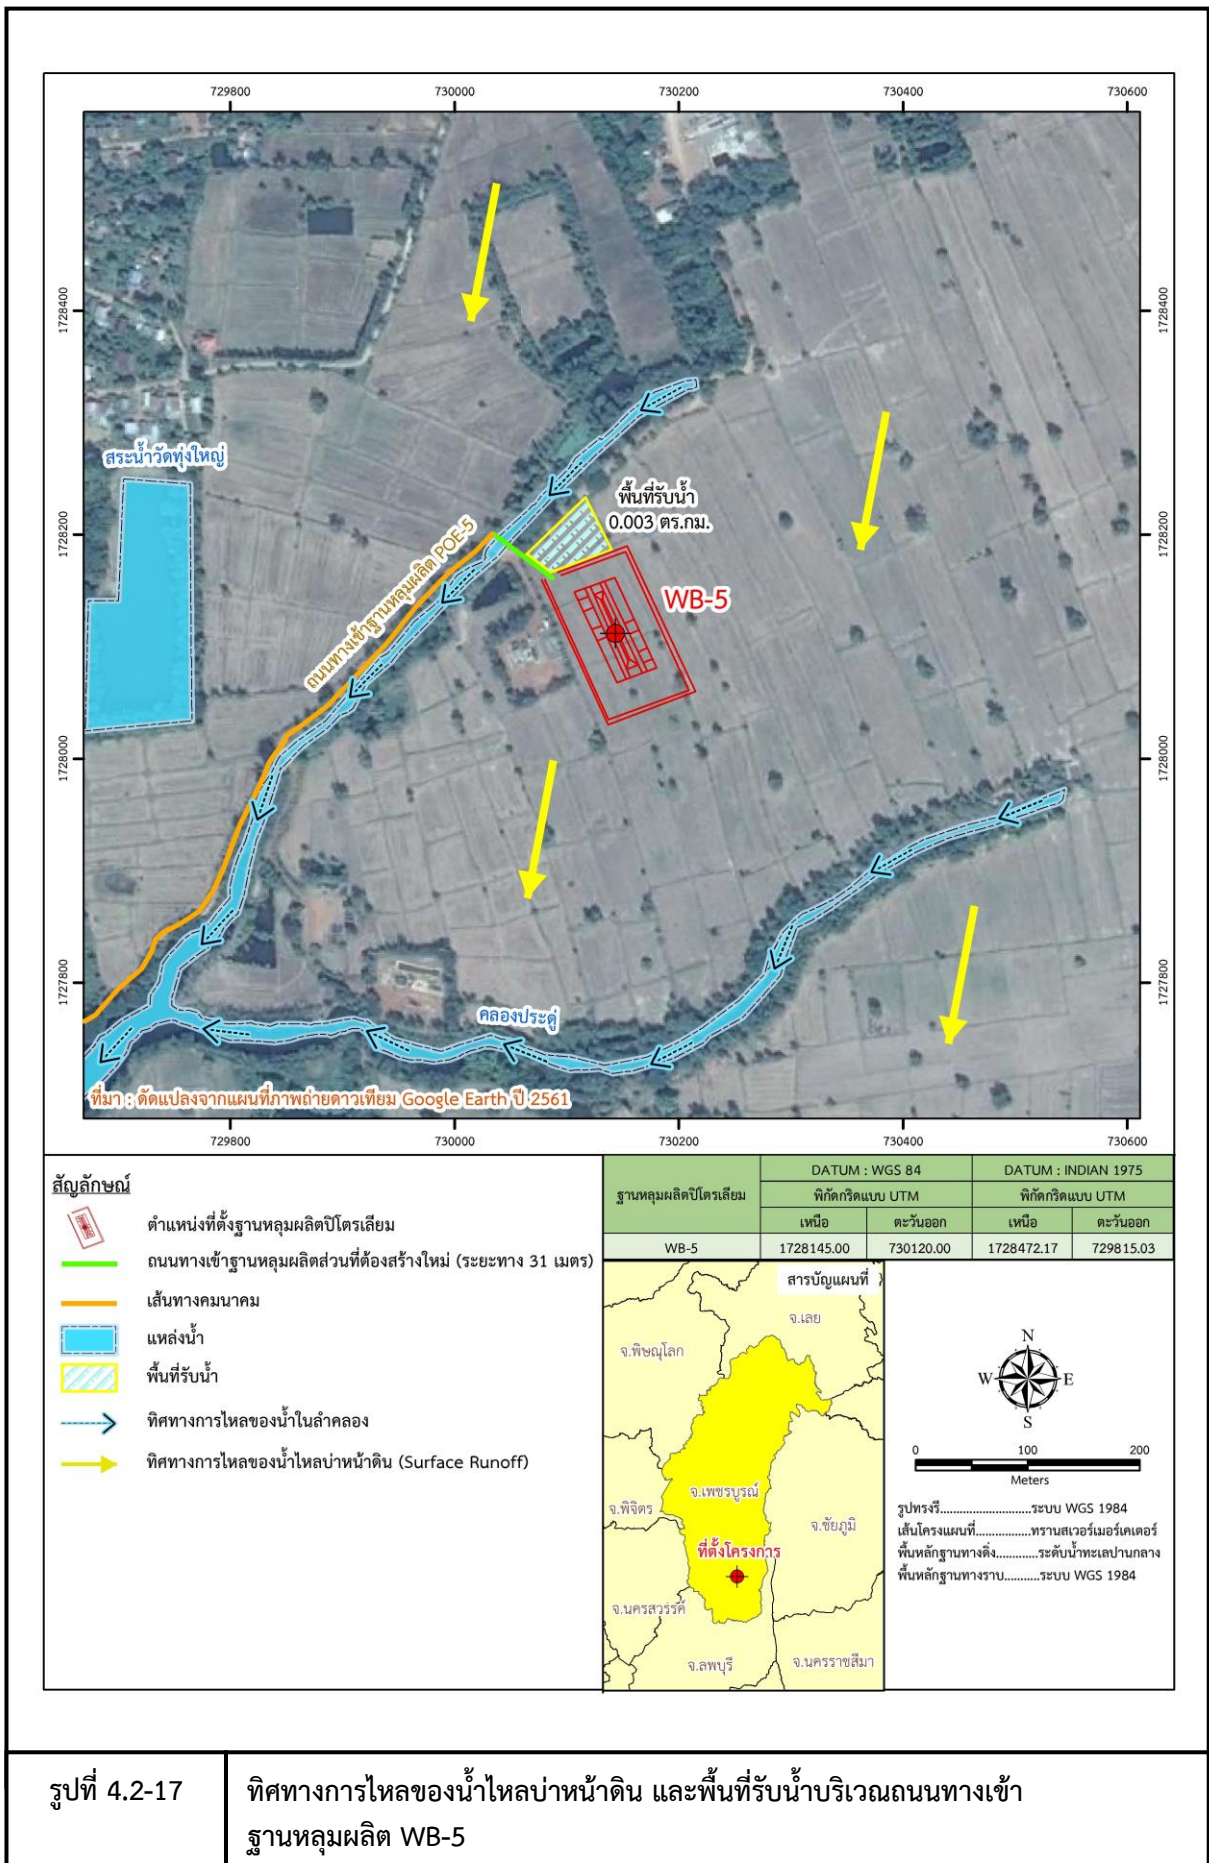 729800 730000 730200 730400 730600
1728400
1728400
สระน้ำวัดทุ่งใหญ่
พื้นที่รับน้ำ
0.003 ตร.กม.
1728200
1728200
ถนนทางเข้าฐานหลุมผลิต POE-5
WB-5
1728000
1728000
1727800
1727800
คลองประดู่
ที่มา : ดัดแปลงจากแผนที่ภาพถ่ายดาวเทียม Google Earth ปี 2561
729800 730000 730200 730400 730600
สัญลักษณ์
ตำแหน่งที่ตั้งฐานหลุมผลิตปิโตรเลียม
ถนนทางเข้าฐานหลุมผลิตส่วนที่ต้องสร้างใหม่ (ระยะทาง 31 เมตร)
เส้นทางคมนาคม
แหล่งน้ำ
พื้นที่รับน้ำ
ทิศทางการไหลของน้ำในลำคลอง
ทิศทางการไหลของน้ำไหลบ่าหน้าดิน (Surface Runoff)
ฐานหลุมผลิตปิโตรเลียม
DATUM : WGS 84 DATUM : INDIAN 1975
พิกัดกริดแบบ UTM พิกัดกริดแบบ UTM
เหนือ ตะวันออก เหนือ ตะวันออก
WB-5 1728145.00 730120.00 1728472.17 729815.03
สารบัญแผนที่
จ.เลย
จ.พิษณุโลก
จ.เพชรบูรณ์
จ.พิจิตร
จ.ชัยภูมิ
ที่ตั้งโครงการ
จ.นครสวรรค์
จ.ลพบุรี
จ.นครราชสีมา
N
W E
S
0 100 200
Meters
รูปทรงรี............................ระบบ WGS 1984
เส้นโครงแผนที่.................ทรานสเวอร์เมอร์เคเตอร์
พื้นหลักฐานทางดิ่ง.............ระดับน้ำทะเลปานกลาง
พื้นหลักฐานทางราบ...........ระบบ WGS 1984
รูปที่ 4.2-17
ทิศทางการไหลของน้ำไหลบ่าหน้าดิน และพื้นที่รับน้ำบริเวณถนนทางเข้า
ฐานหลุมผลิต WB-5